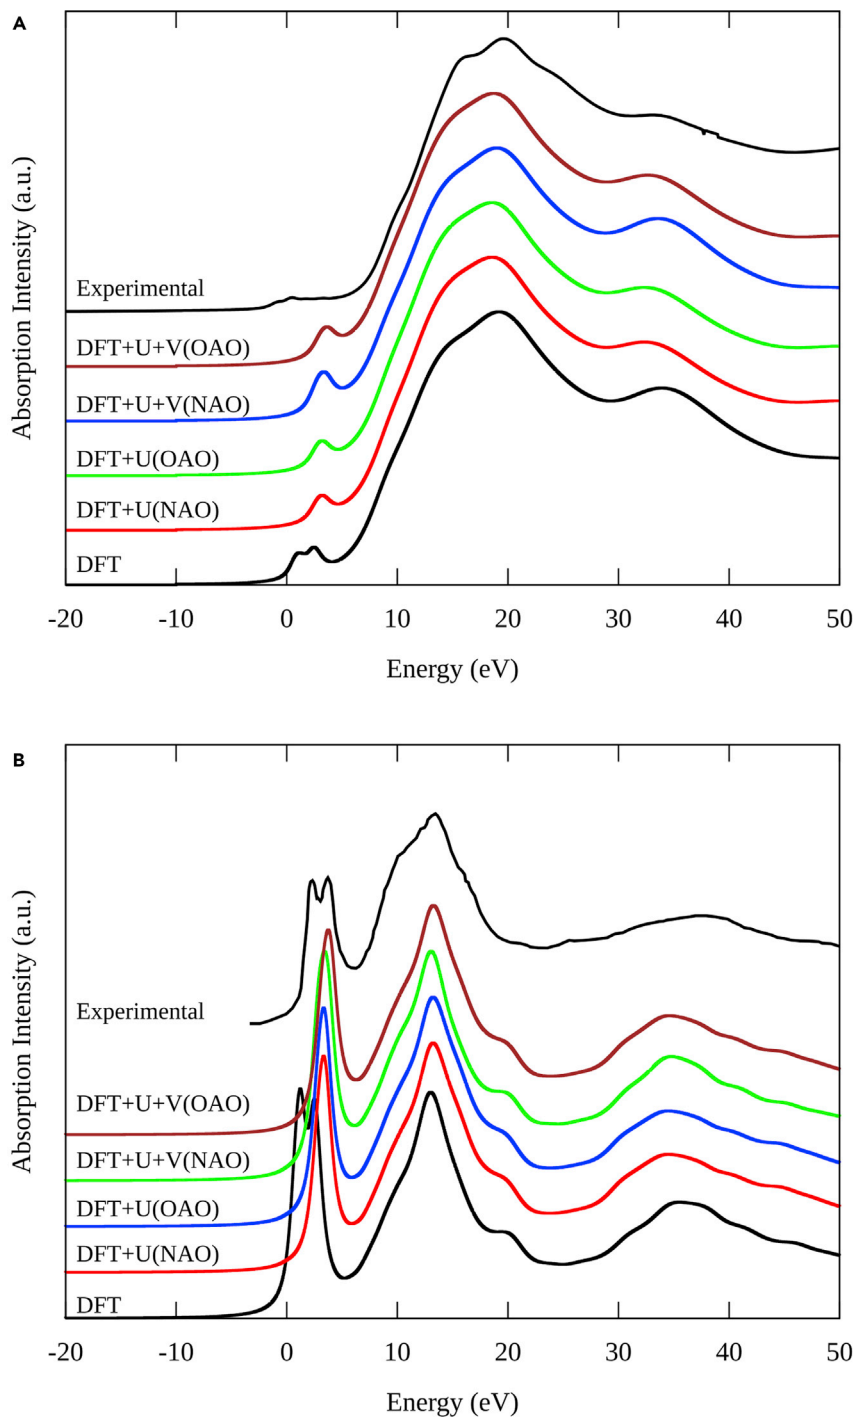 A
Absorption Intensity (a.u.)
Experimental
DFT+U+V(OAO)
DFT+U+V(NAO)
DFT+U(OAO)
DFT+U(NAO)
DFT
-20 -10 0 10 20 30 40 50
Energy (eV)
B
Absorption Intensity (a.u.)
Experimental
DFT+U+V(OAO)
DFT+U+V(NAO)
DFT+U(OAO)
DFT+U(NAO)
DFT
-20 -10 0 10 20 30 40 50
Energy (eV)